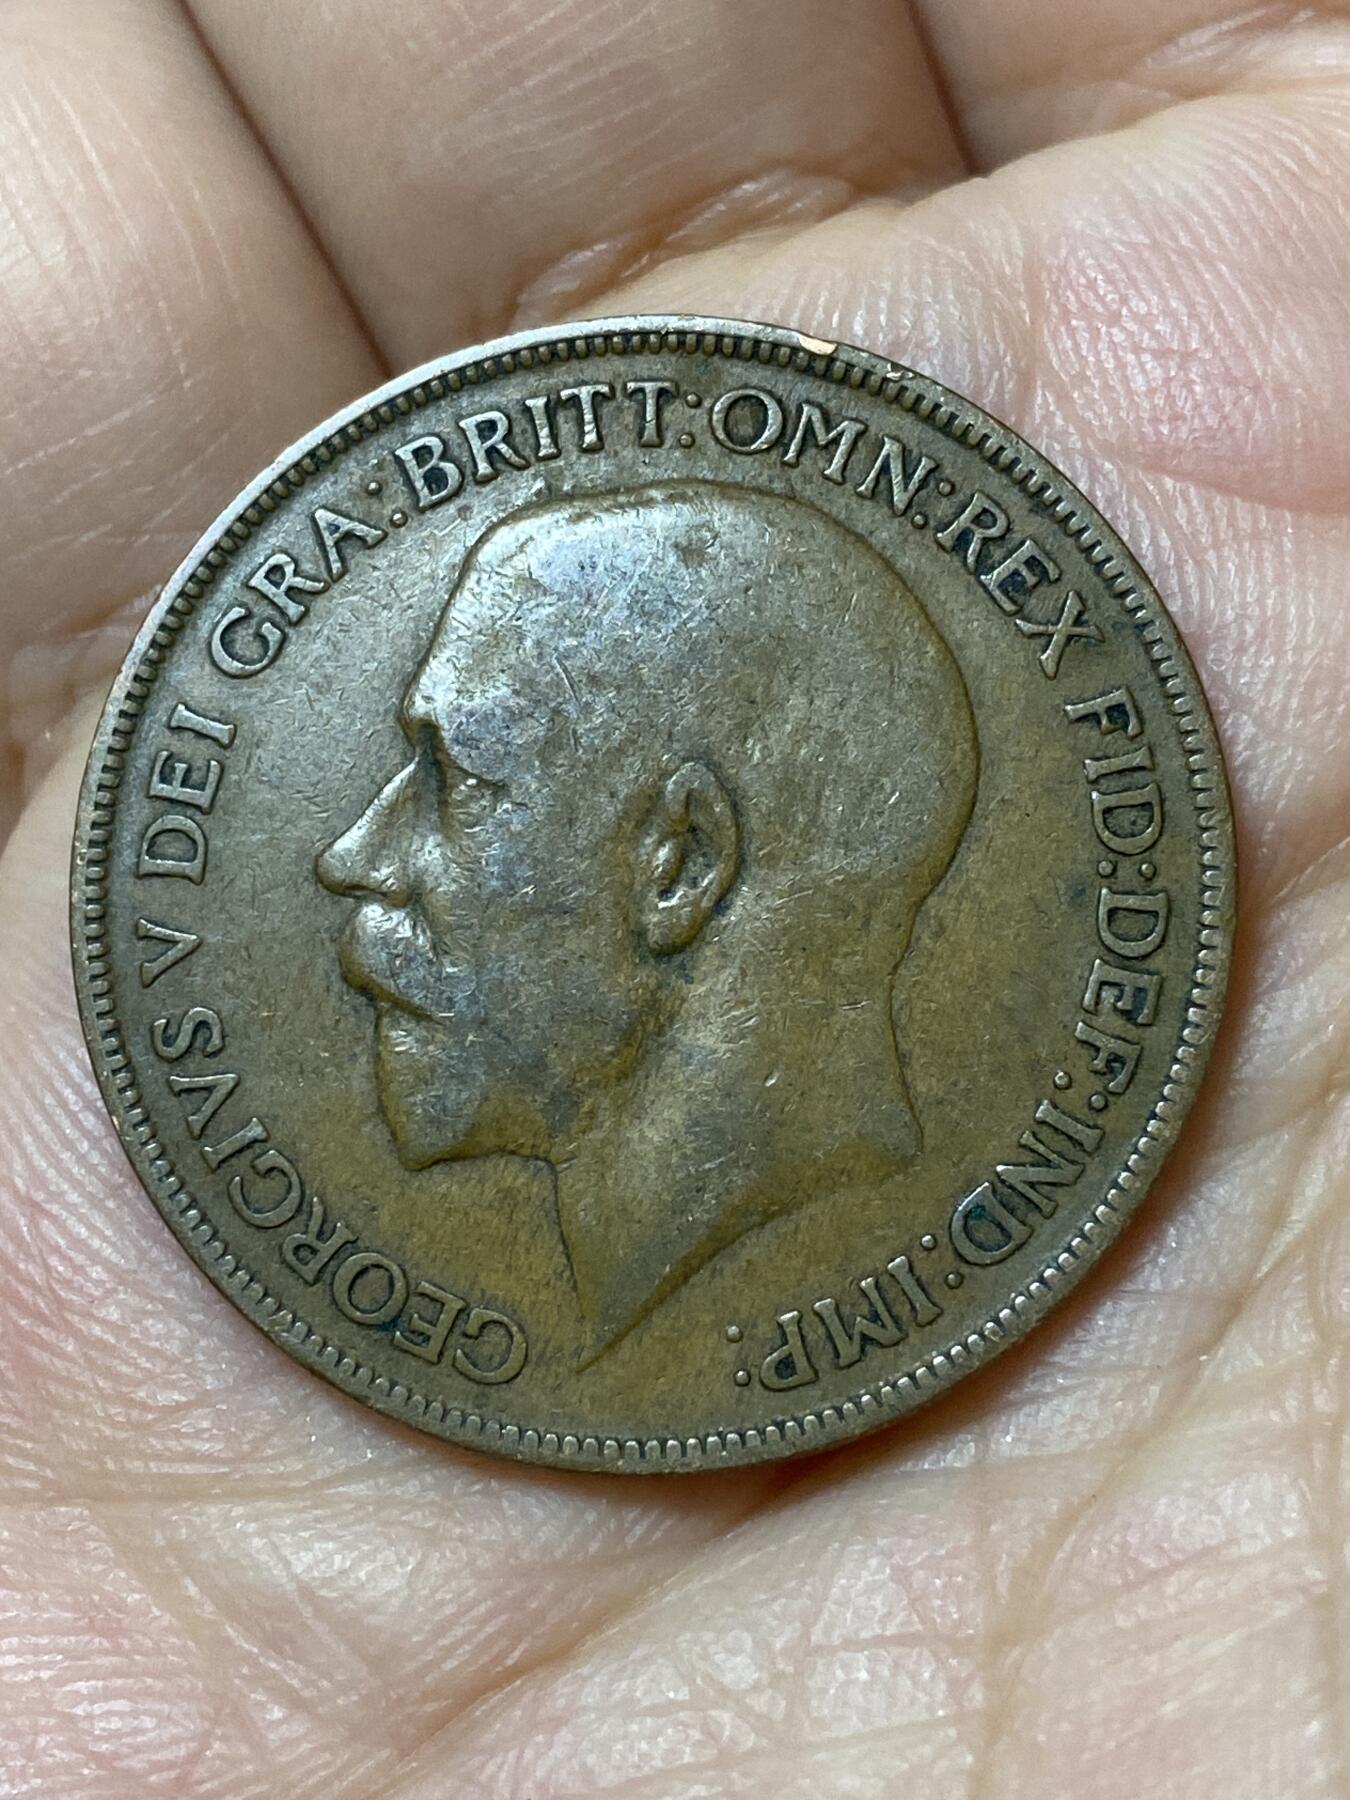 GEORGIVS V DEI GRA: BRITT: OMN: REX FID: DEF: IND: IMP: